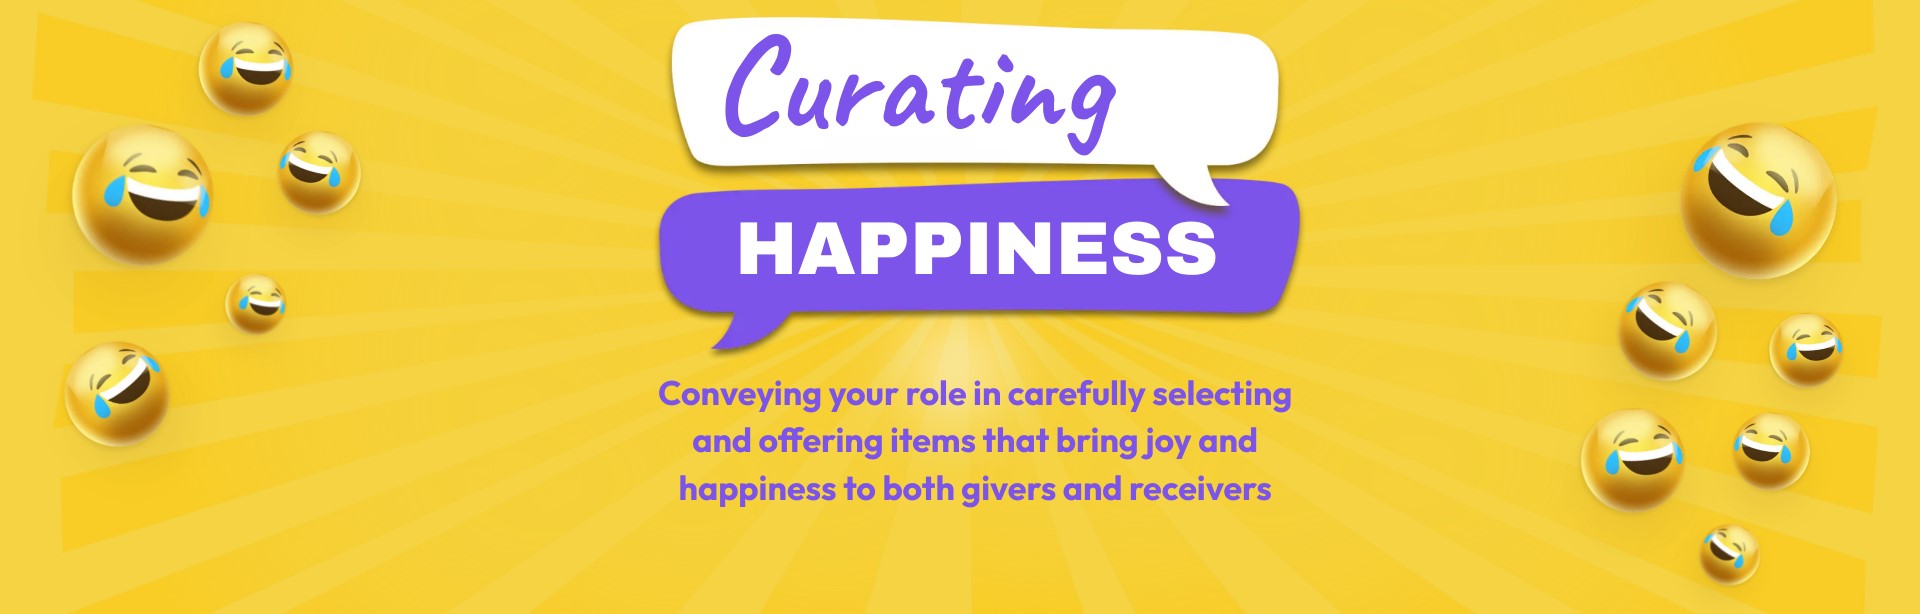 Curating
HAPPINESS
Conveying your role in carefully selecting
and offering items that bring joy and
happiness to both givers and receivers